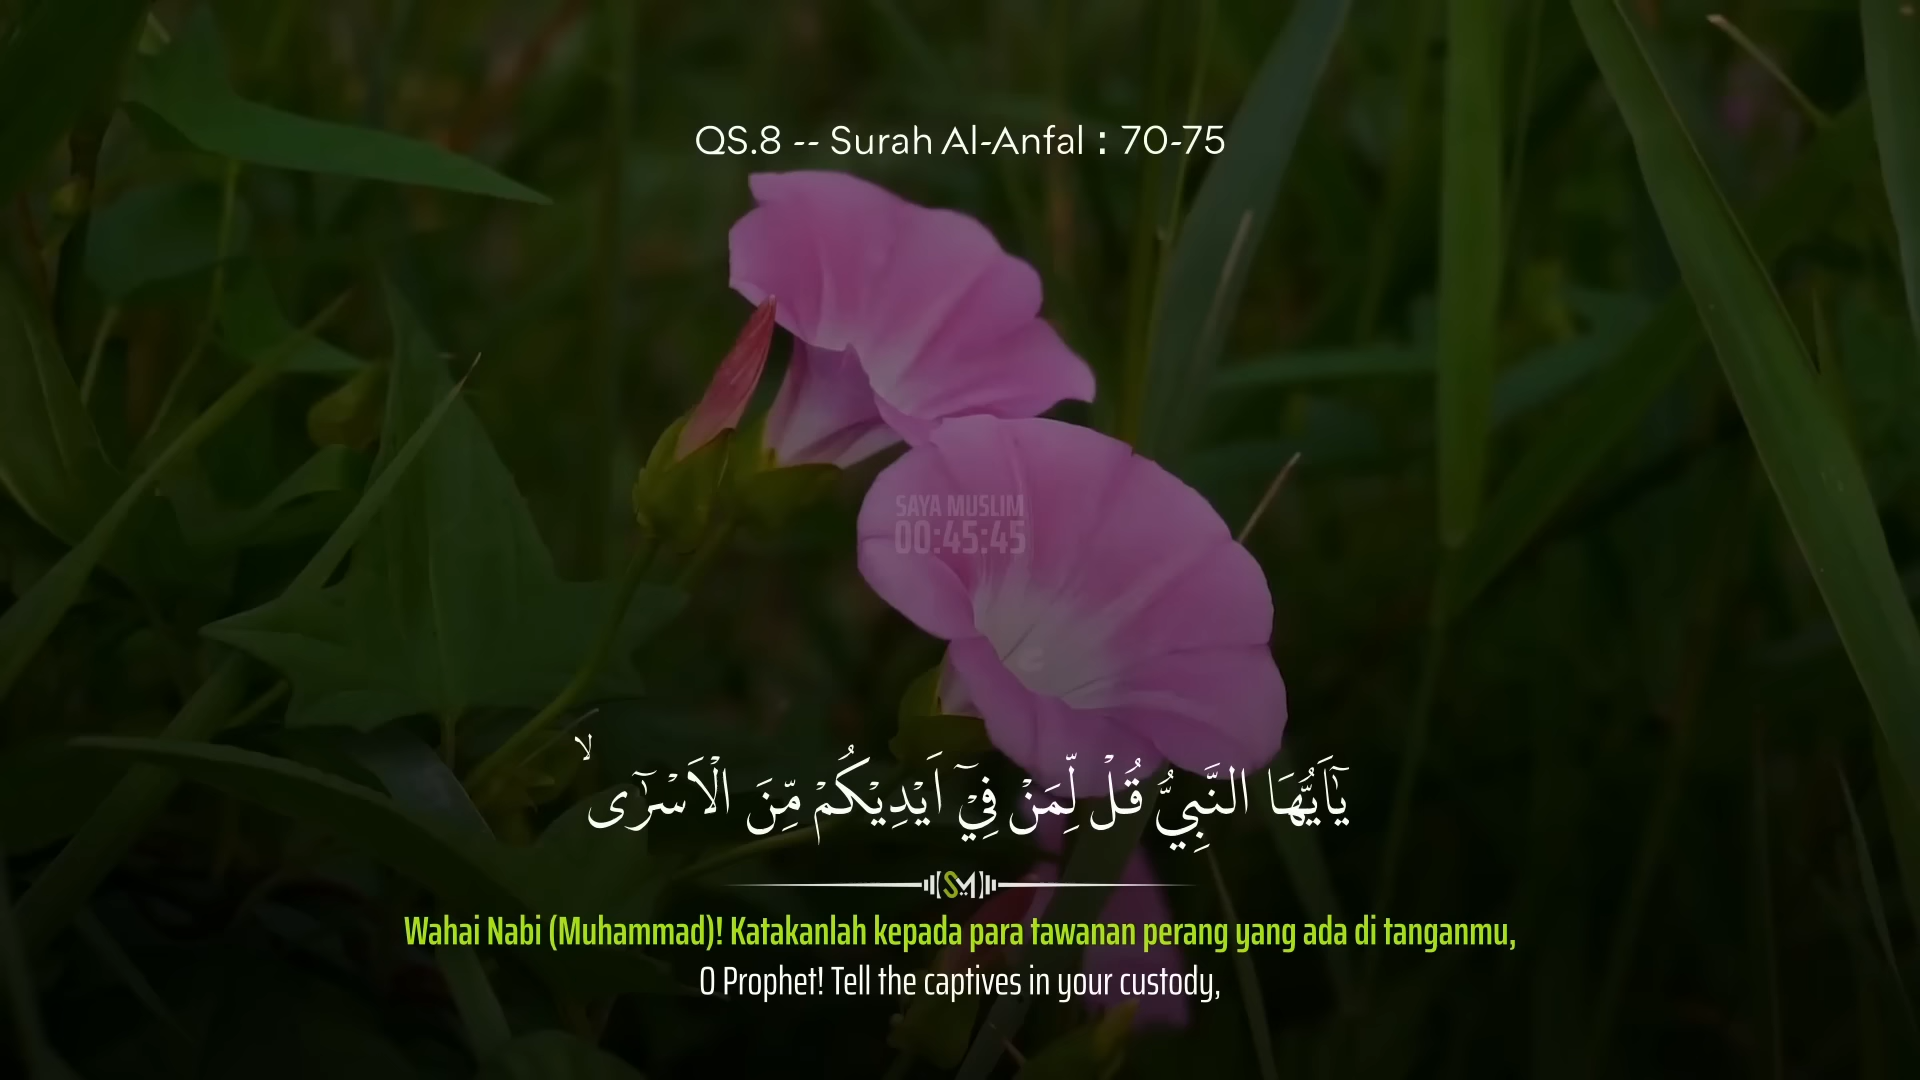 QS.8 -- Surah Al-Anfal : 70-75
SAYA MUSLIM
00:45:45
يٰٓاَيُّهَا النَّبِيُّ قُلْ لِّمَنْ فِيْٓ اَيْدِيْكُمْ مِّنَ الْاَسْرٰٓىۙ
SM
Wahai Nabi (Muhammad)! Katakanlah kepada para tawanan perang yang ada di tanganmu,
O Prophet! Tell the captives in your custody,